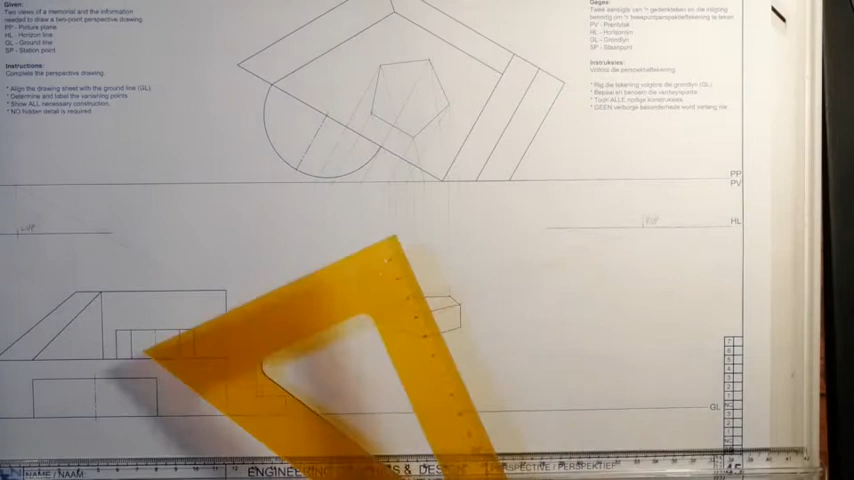 Given:
Two views of a memorial and the information
needed to draw a two-point perspective drawing.
PP - Picture plane
HL - Horizon line
GL - Ground line
SP - Station point
Instructions:
Complete the perspective drawing.
* Align the drawing sheet with the ground line (GL)
* Determine and label the vanishing points.
* Show ALL necessary construction.
* NO hidden detail is required.
Gegee:
Twee aansigte van 'n gedenkteken en die inligting
benodig om 'n tweepuntperspektieftekening te teken
PV - Prentvlak
HL - Horisonlyn
GL - Grondlyn
SP - Staanpunt
Instruksies:
Voltooi die perspektieftekening.
* Rig die tekening volgens die grondlyn (GL)
* Bepaal en benoem die verdwynpunte.
* Toon ALLE nodige konstruksies.
* GEEN verborge besonderhede word verlang nie.
PP
PV
HL
LVP
RVP
GL
NAME / NAAM:
ENGINEERING
& DESIGN
PERSPECTIVE / PERSPEKTIEF